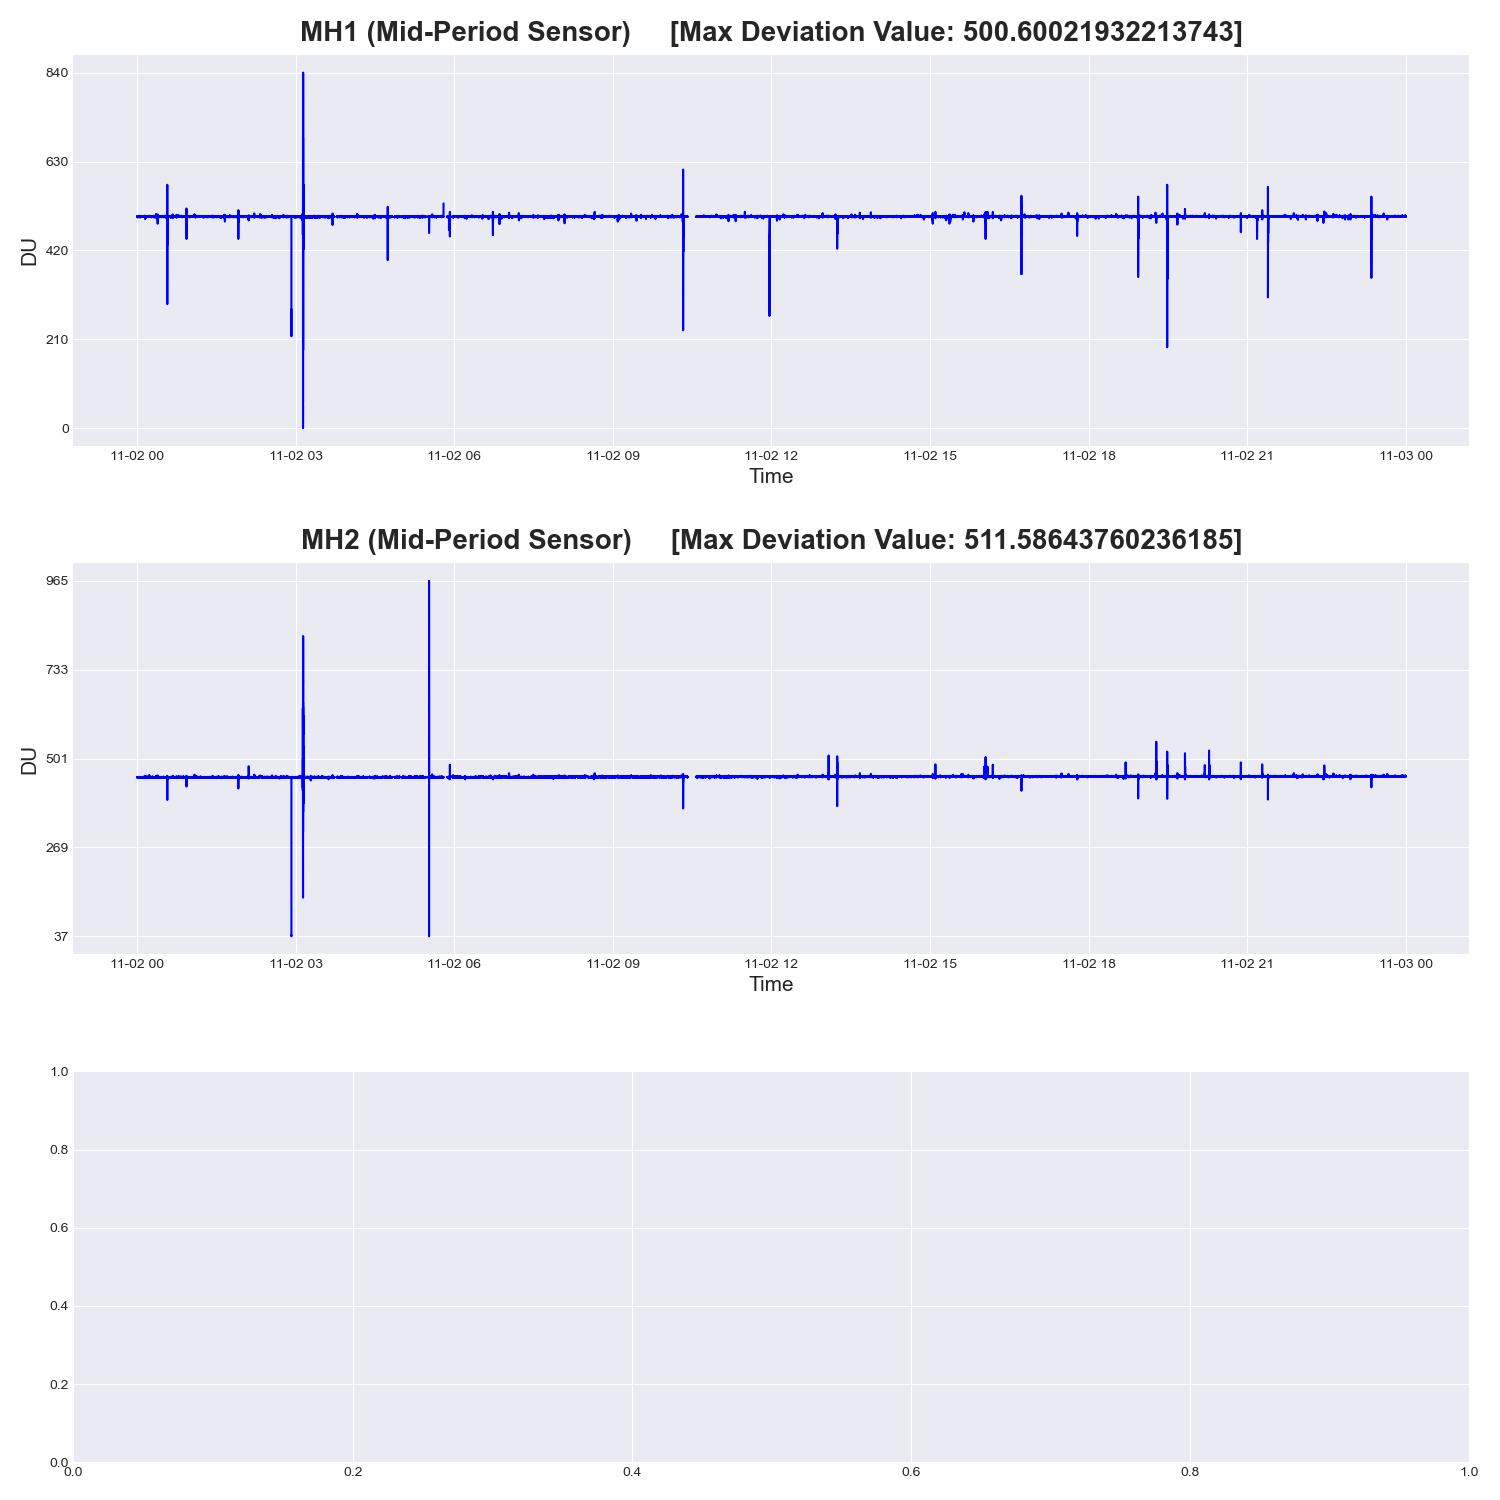 MH1 (Mid-Period Sensor) [Max Deviation Value: 500.60021932213743]
840
630
420
210
0
DU
11-02 00 11-02 03 11-02 06 11-02 09 11-02 12 11-02 15 11-02 18 11-02 21 11-03 00
Time
MH2 (Mid-Period Sensor) [Max Deviation Value: 511.58643760236185]
965
733
501
269
37
DU
11-02 00 11-02 03 11-02 06 11-02 09 11-02 12 11-02 15 11-02 18 11-02 21 11-03 00
Time
1.0
0.8
0.6
0.4
0.2
0.0
0.0 0.2 0.4 0.6 0.8 1.0